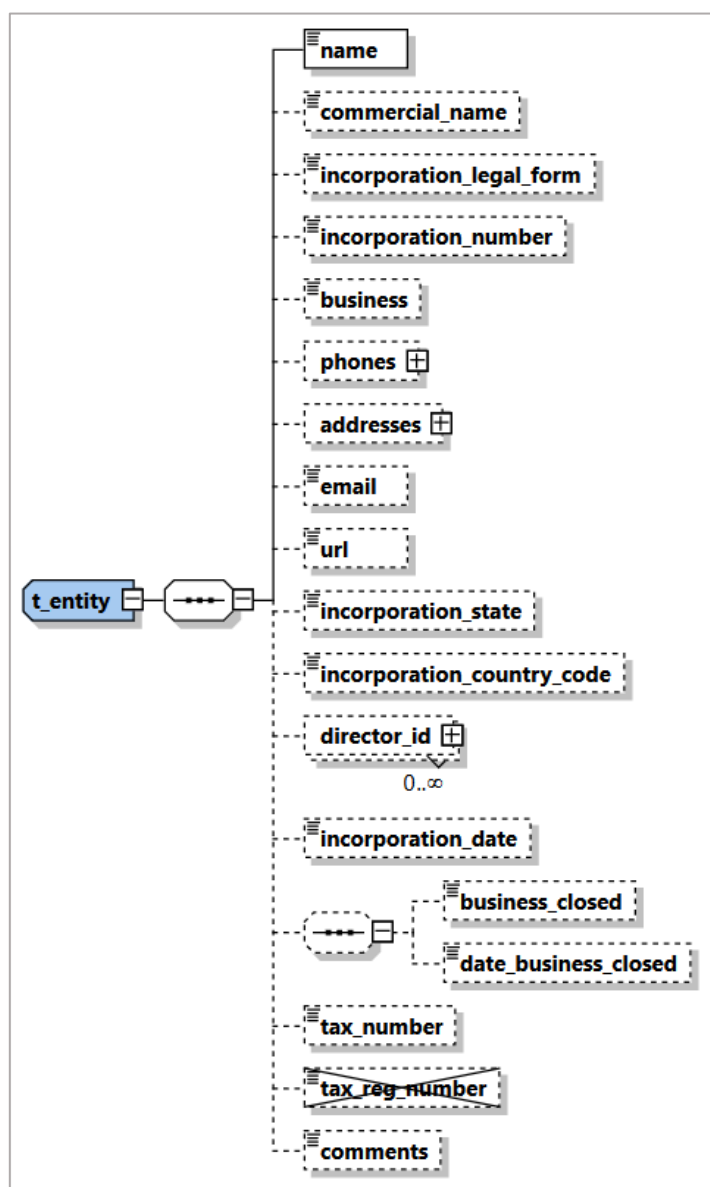 name
commercial_name
incorporation_legal_form
incorporation_number
business
phones
addresses
email
url
t_entity
incorporation_state
incorporation_country_code
director_id
0..∞
incorporation_date
business_closed
date_business_closed
tax_number
tax_reg_number
comments